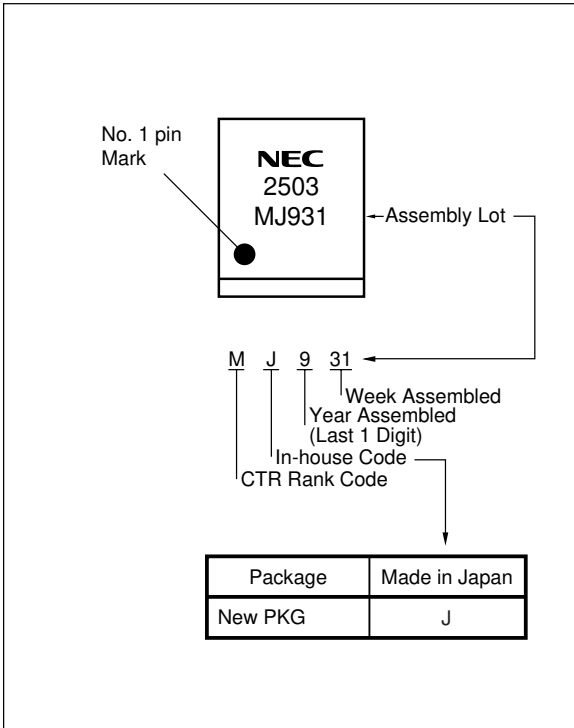 No. 1 pin
Mark
NEC
2503
MJ931
Assembly Lot
M J 9 31
Week Assembled
Year Assembled
(Last 1 Digit)
In-house Code
CTR Rank Code
Package Made in Japan
New PKG J